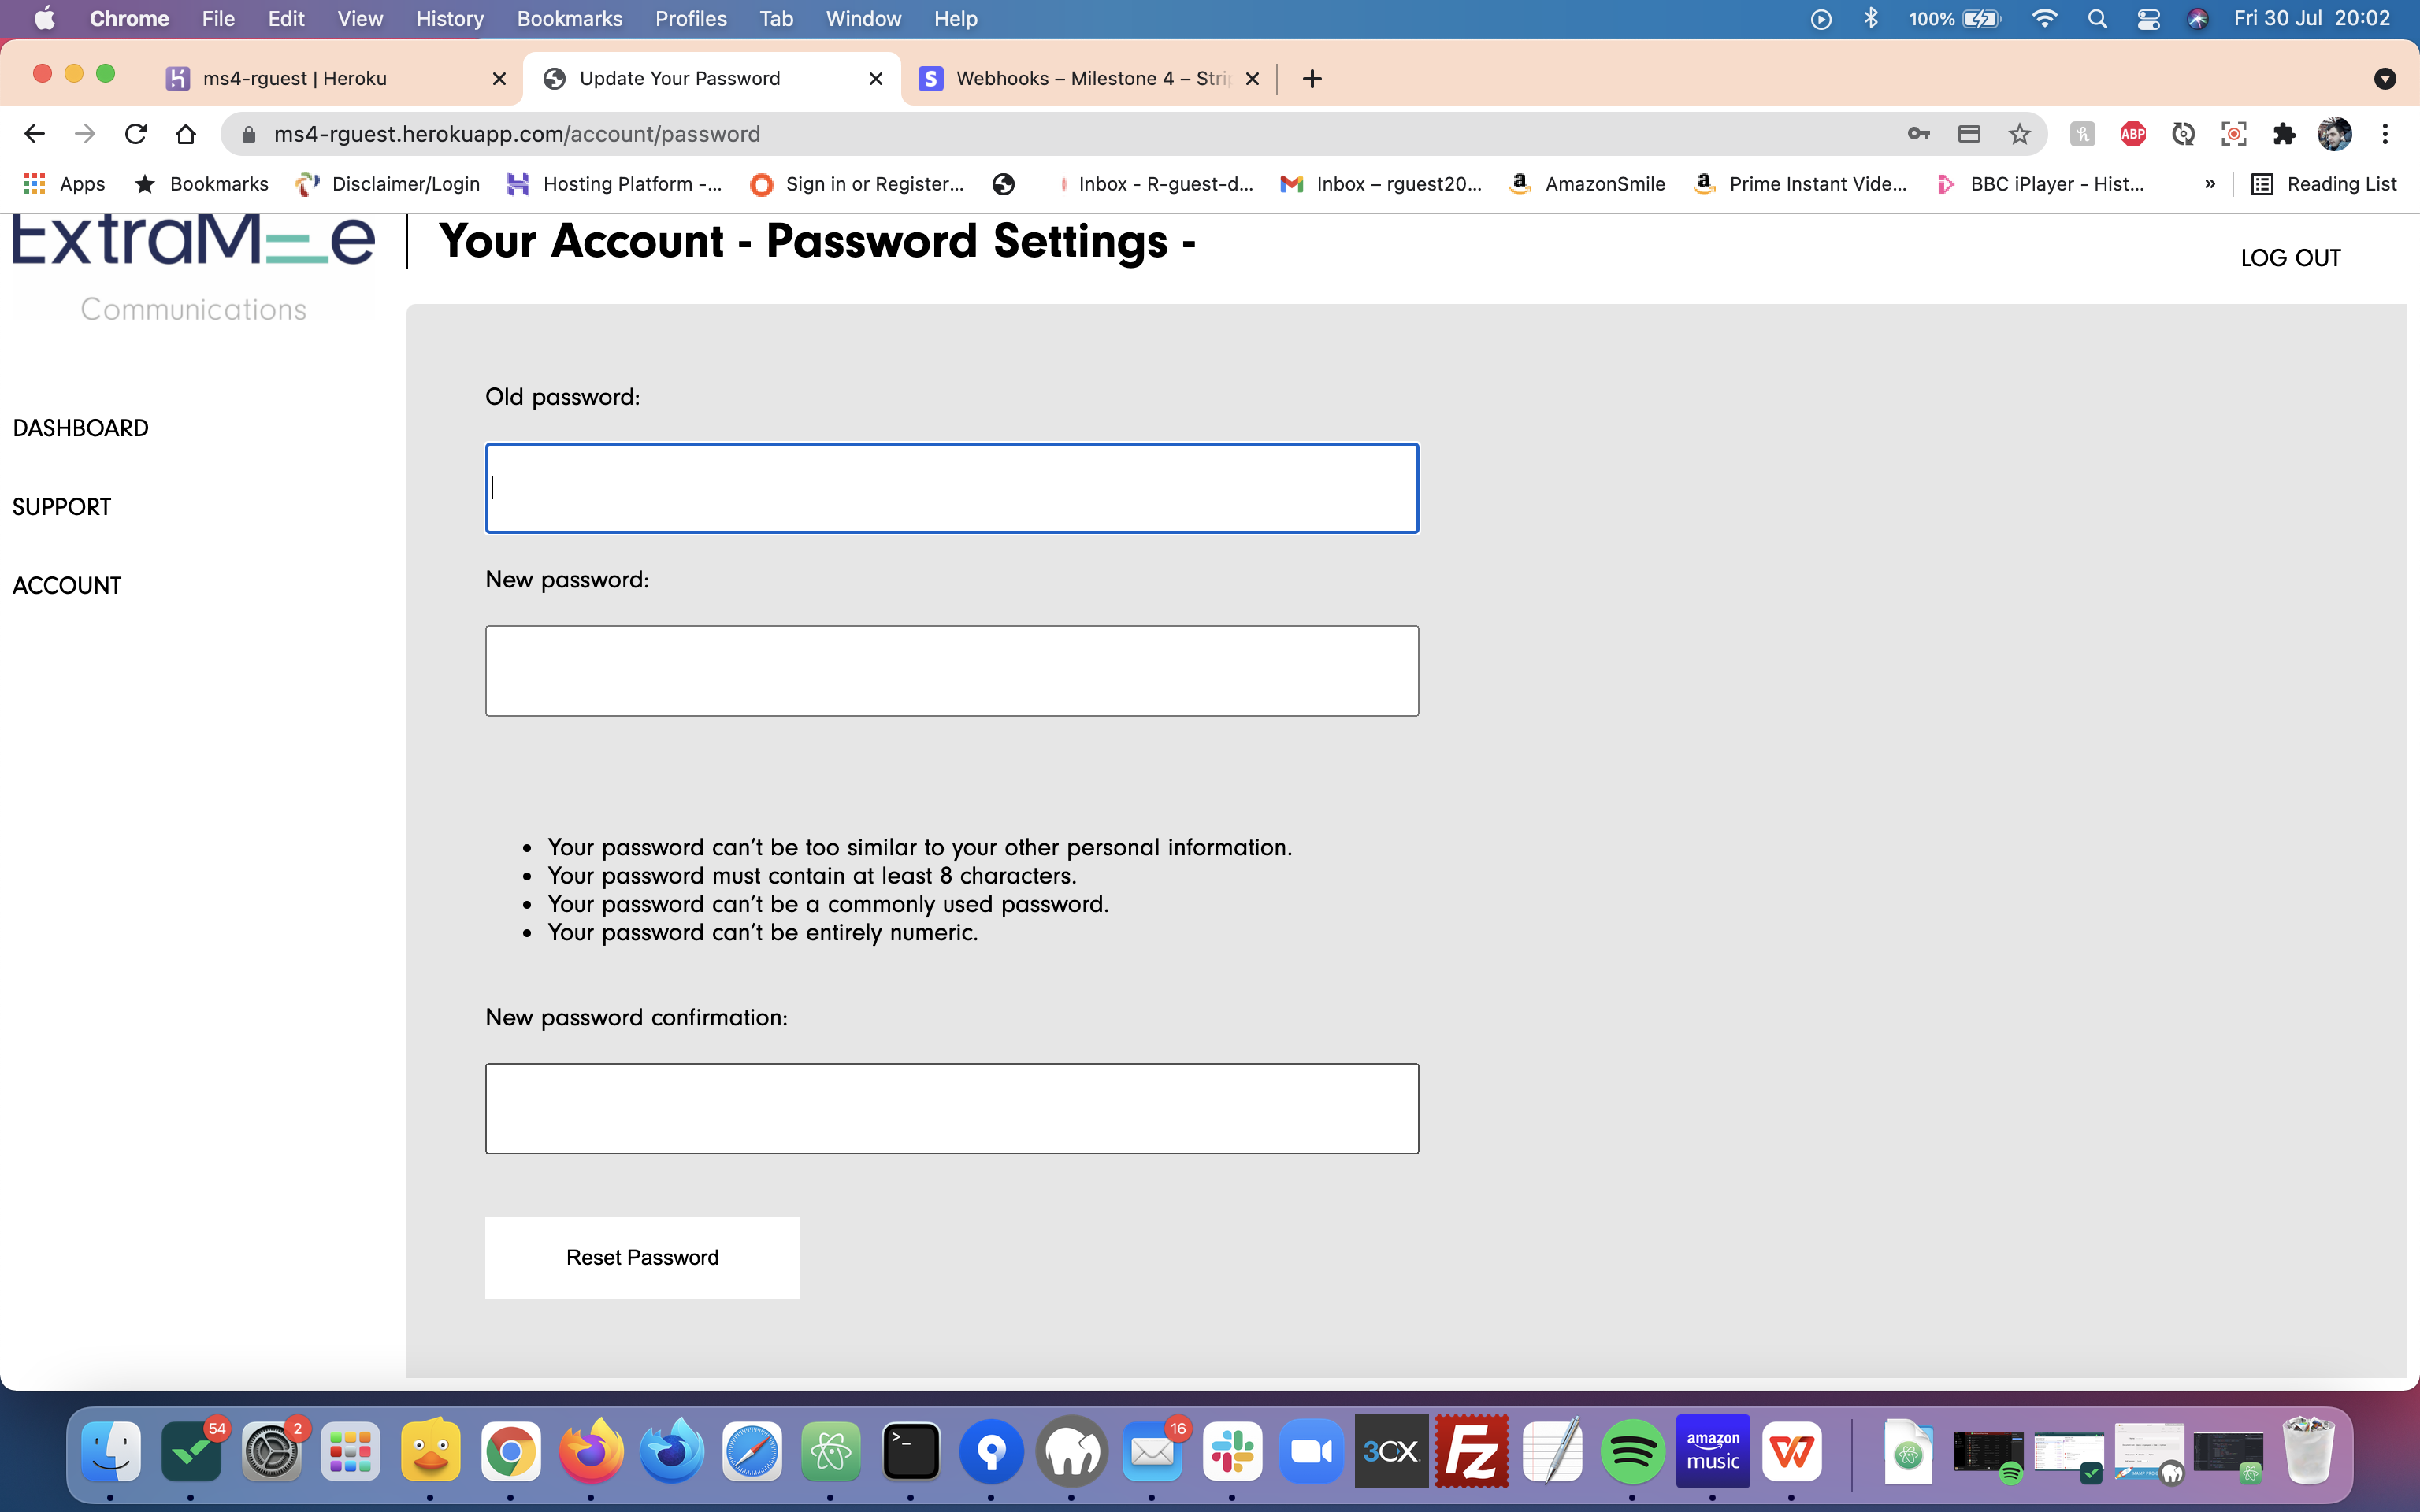 Chrome File Edit View History Bookmarks Profiles Tab Window Help 100% Fri 30 Jul 20:02
ms4-rguest | Heroku Update Your Password Webhooks – Milestone 4 – Stri
ms4-rguest.herokuapp.com/account/password ABP
Apps Bookmarks Disclaimer/Login Hosting Platform -... Sign in or Register... Inbox - R-guest-d... Inbox – rguest20... AmazonSmile Prime Instant Vide... BBC iPlayer - Hist... » Reading List
Your Account - Password Settings -
LOG OUT
Communications
DASHBOARD
SUPPORT
ACCOUNT
Old password:
New password:
• Your password can’t be too similar to your other personal information.
• Your password must contain at least 8 characters.
• Your password can’t be a commonly used password.
• Your password can’t be entirely numeric.
New password confirmation:
Reset Password
54 2 16 3CX Fz amazon music